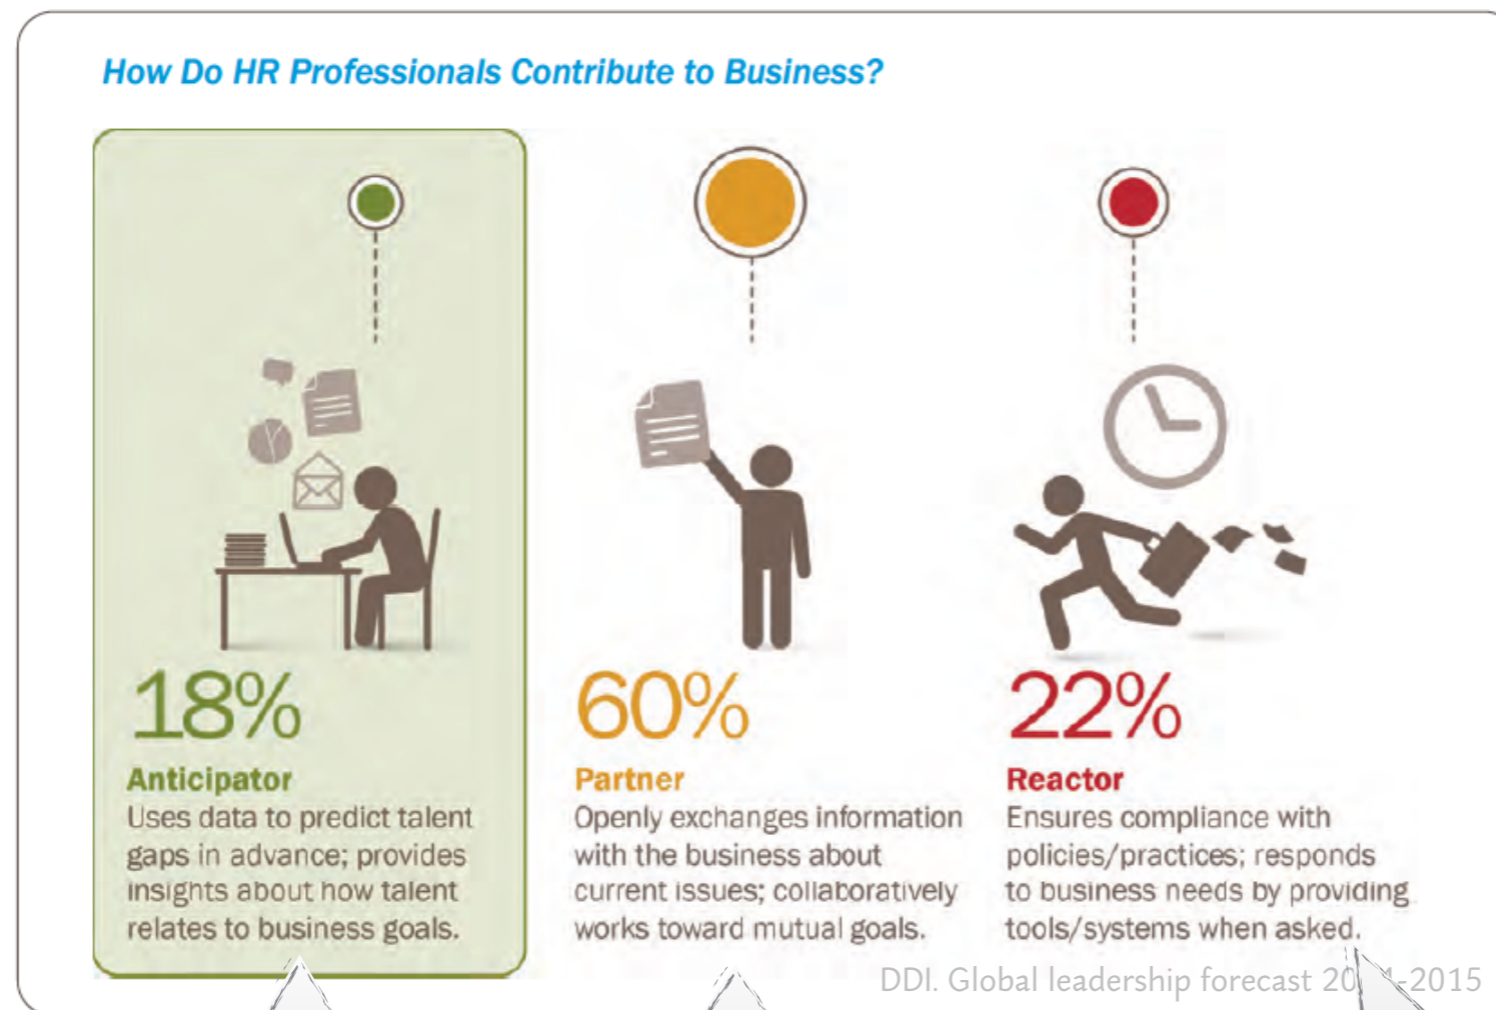 How Do HR Professionals Contribute to Business?
18%
Anticipator
Uses data to predict talent
gaps in advance; provides
insights about how talent
relates to business goals.
60%
Partner
Openly exchanges information
with the business about
current issues; collaboratively
works toward mutual goals.
22%
Reactor
Ensures compliance with
policies/practices; responds
to business needs by providing
tools/systems when asked.
DDI. Global leadership forecast